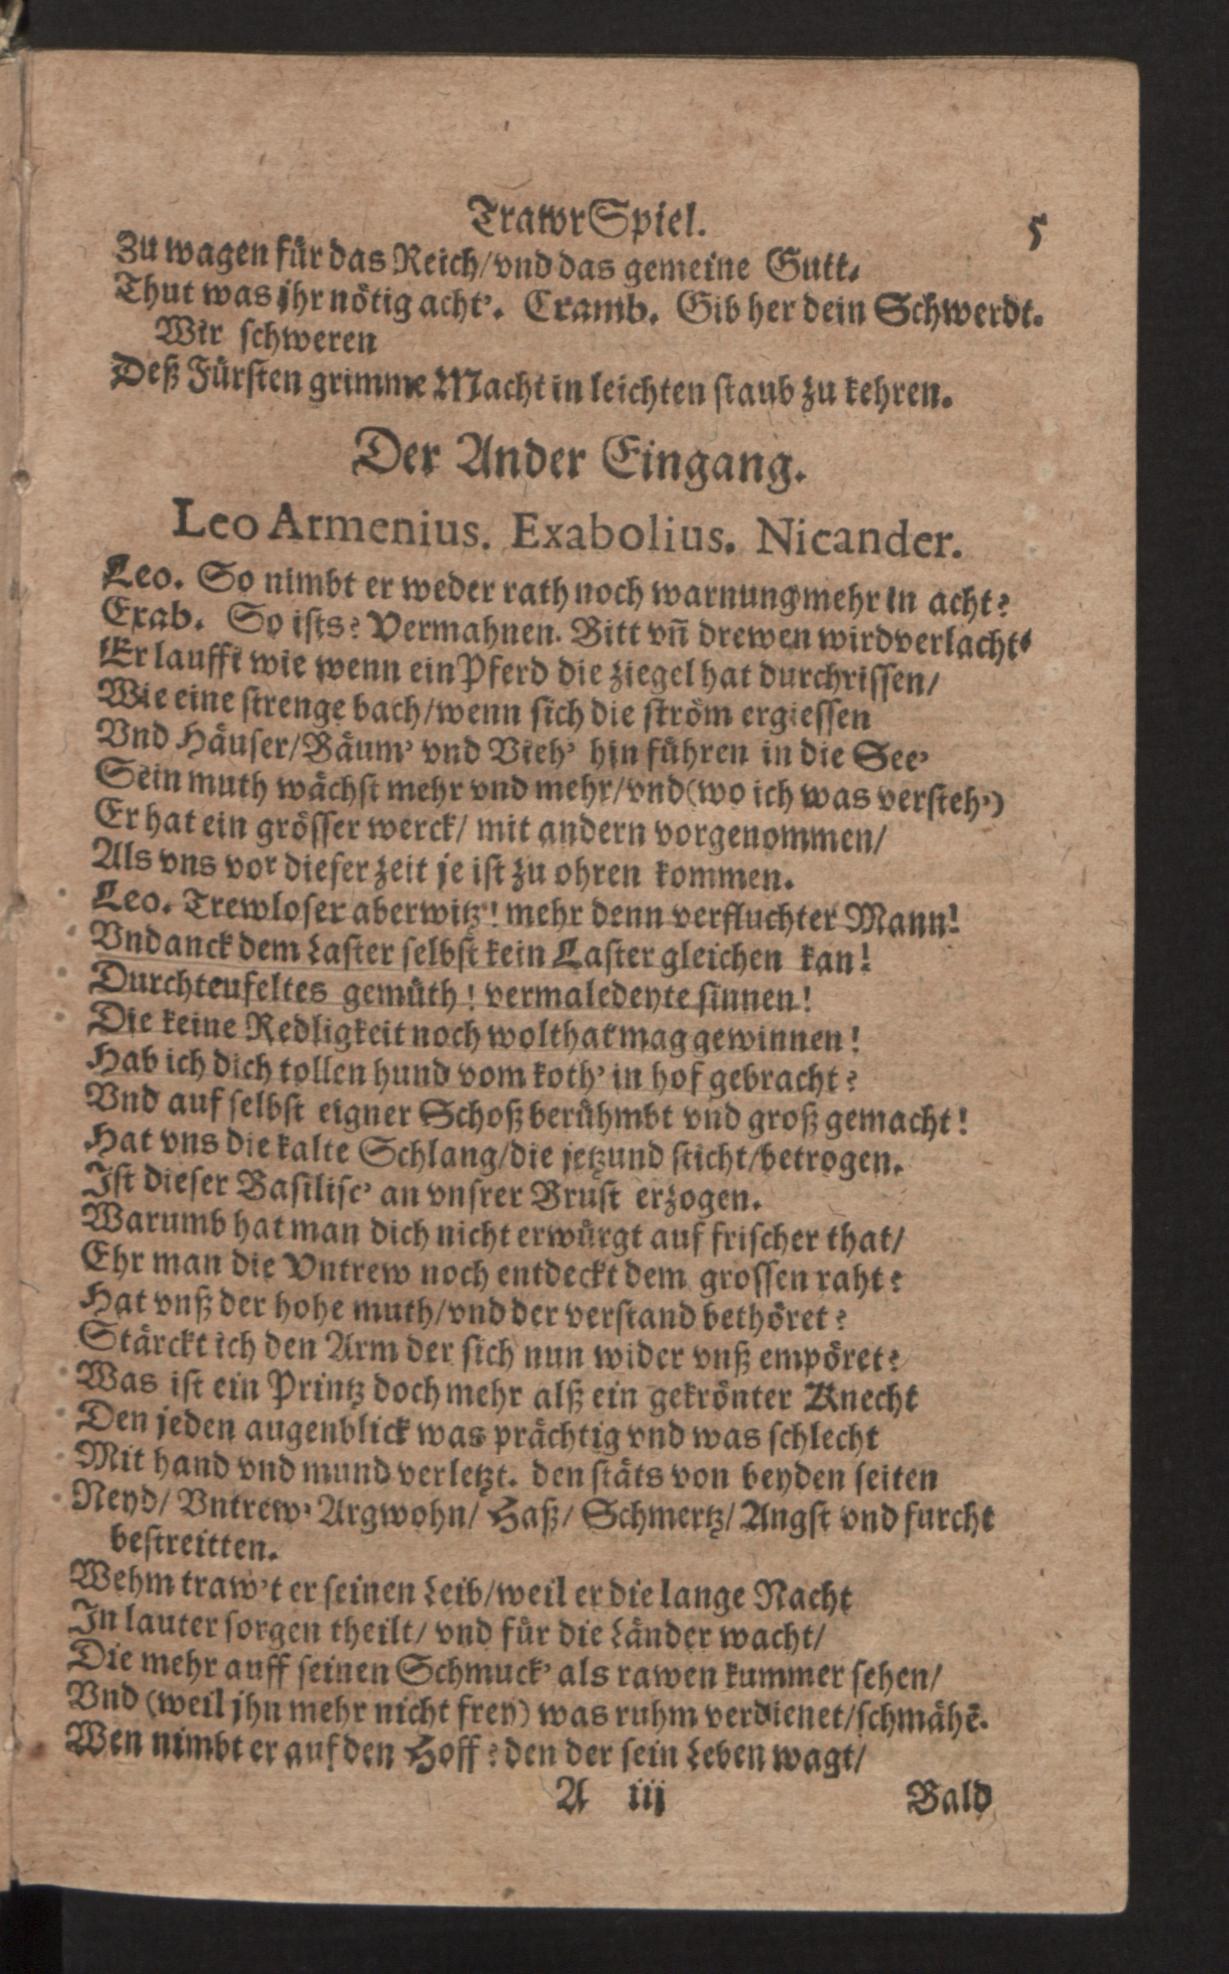 TrawrSpiel. 5
Zu wagen für das Reich/vnd das gemeine Gutt.
Thut was jhr nötig acht'. Cramb. Gib her dein Schwerdt.
Wir schweren
Deß Fürsten grimme Macht in leichten staub zu kehren.
Der Ander Eingang.
Leo Armenius. Exabolius. Nicander.
Leo. So nimbt er weder rath noch warnung mehr in acht?
Exab. So ists? Vermahnen. Bitt vñ drewen wird verlacht'
Er laufft wie wenn ein Pferd die ziegel hat durchrissen/
Wie eine strenge bach/wenn sich die ström ergiessen
Vnd Häuser/Bäum' vnd Vieh' hin führen in die See'
Sein muth wächst mehr vnd mehr/vnd (wo ich was versteh')
Er hat ein grösser werck/ mit andern vorgenommen/
Als vns vor dieser zeit je ist zu ohren kommen.
Leo. Trewloser aberwitz'! mehr denn verfluchter Mann!
Vndanck dem Laster selbst kein Laster gleichen kan!
Durchteufeltes gemüth! vermaledeyte sinnen!
Die keine Redligkeit noch wolthat mag gewinnen!
Hab ich dich tollen hund vom koth' in hof gebracht?
Vnd auf selbst eigner Schoß berühmbt vnd groß gemacht!
Hat vns die kalte Schlang/die jetzund sticht/betrogen.
Ist dieser Basilisc' an vnsrer Brust erzogen.
Warumb hat man dich nicht erwürgt auf frischer that/
Ehr man die Vntrew noch entdeckt dem grossen raht?
Hat vnß der hohe muth/vnd der verstand bethöret?
Stärckt ich den Arm der sich nun wider vnß empöret?
Was ist ein Printz doch mehr alß ein gekrönter Knecht
Den jeden augenblick was prächtig vnd was schlecht
Mit hand vnd mund verletzt. den stäts von beyden seiten
Neyd/ Vntrew' Argwohn/ Haß/ Schmertz/ Angst vnd furcht
bestreitten.
Wehm traw't er seinen Leib/weil er die lange Nacht
In lauter sorgen theilt/ vnd für die Länder wacht/
Die mehr auff seinen Schmuck' als rawen kummer sehen/
Vnd (weil jhn mehr nicht frey) was ruhm verdienet/schmähē.
Wen nimbt er auf den Hoff? den der sein Leben wagt/
A iij Bald